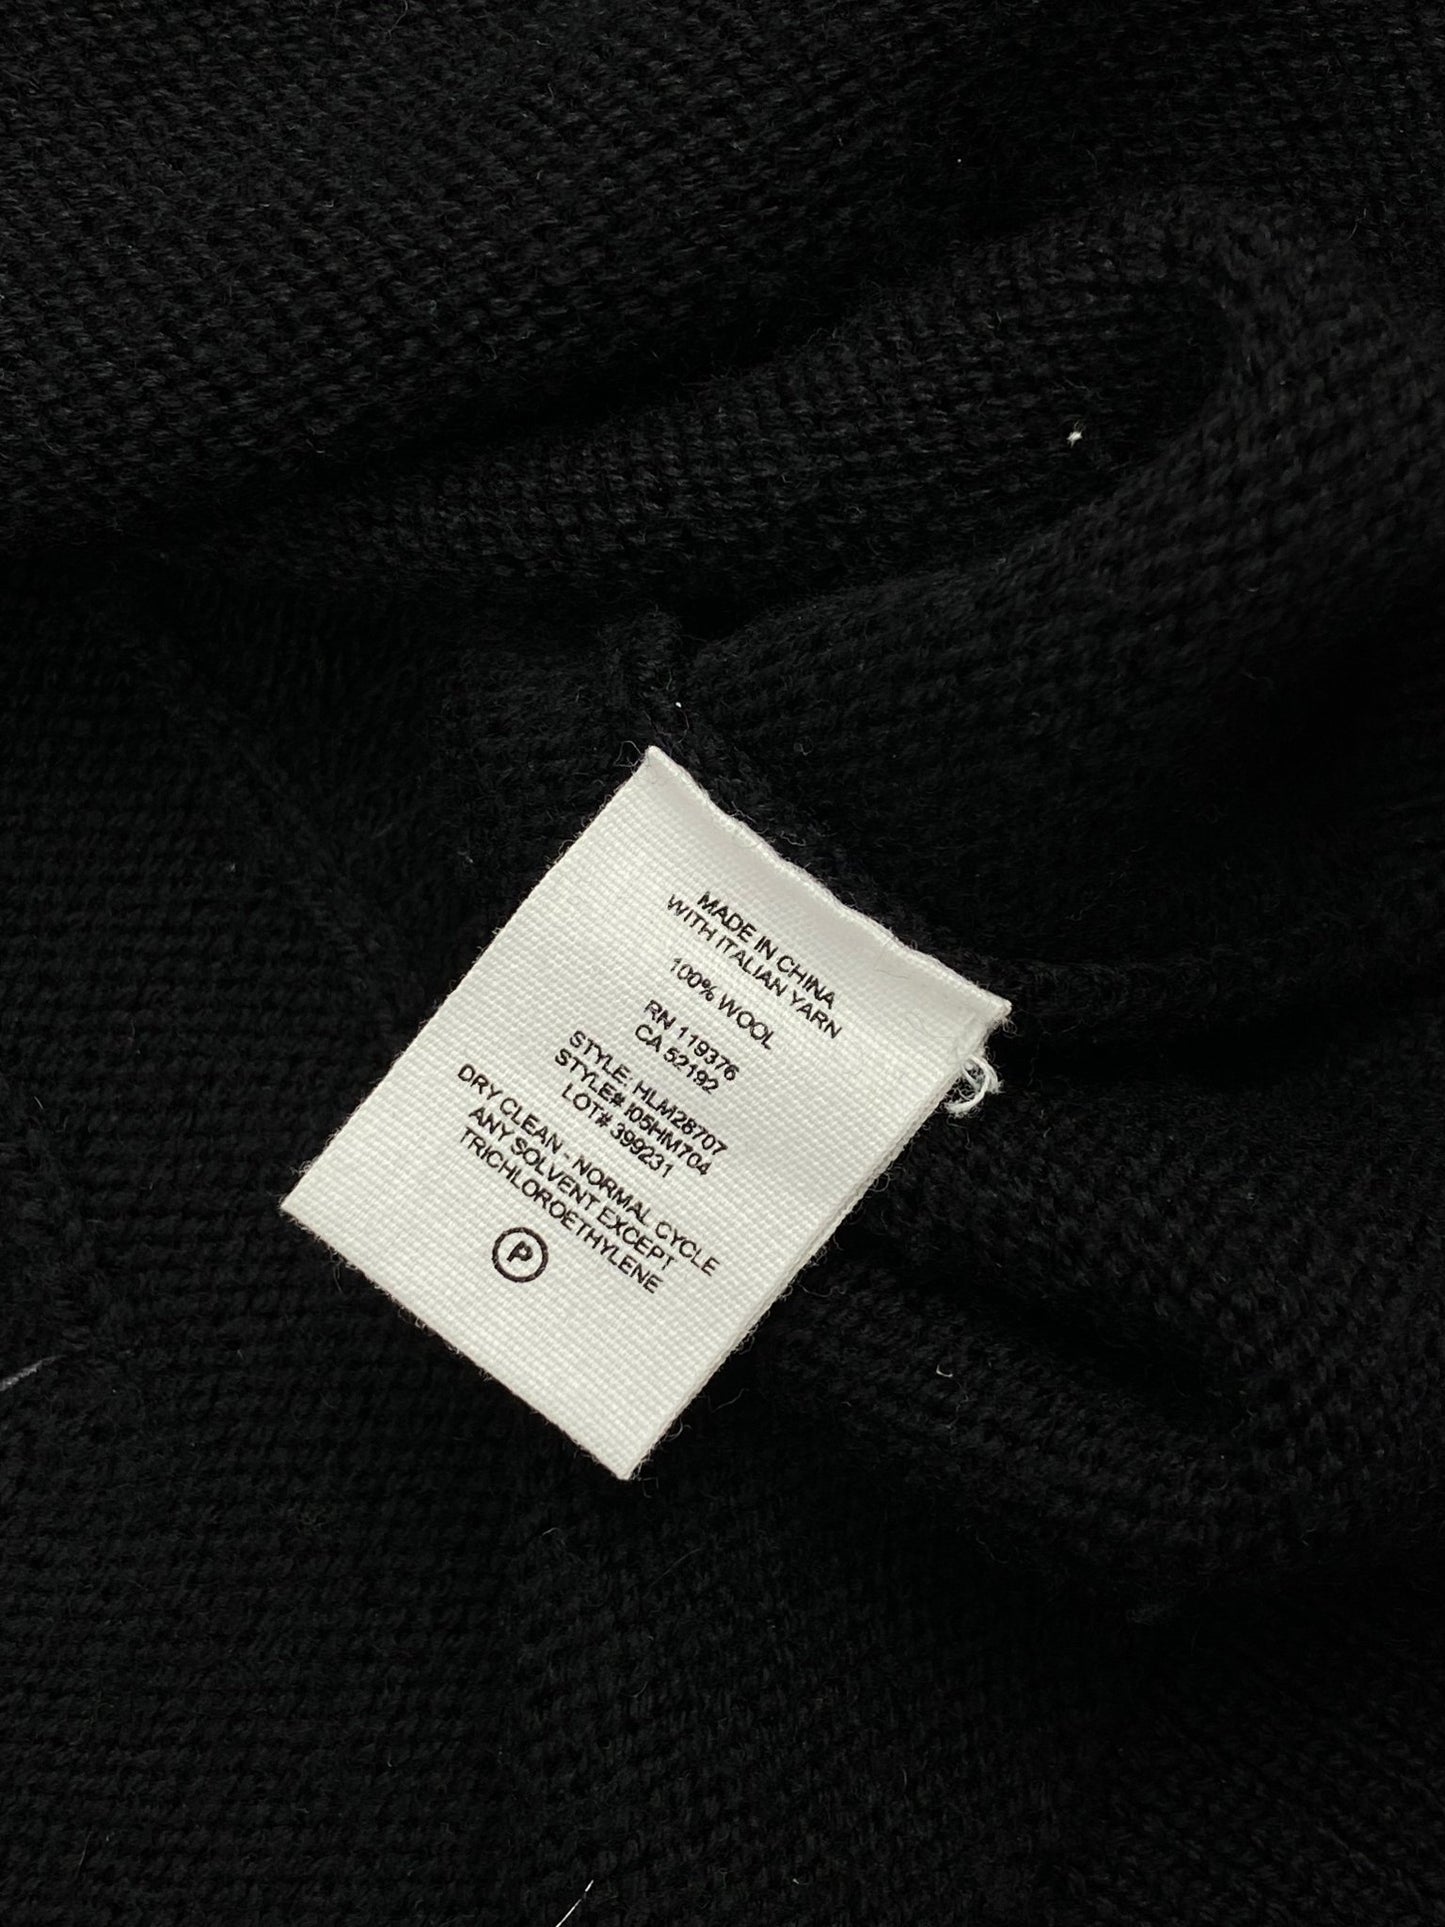 MADE IN CHINA
WITH ITALIAN YARN
100% WOOL
RN 119376
CA 52192
STYLE: HLM28707
STYLE# I05HM704
LOT# 399231
DRY CLEAN - NORMAL CYCLE
ANY SOLVENT EXCEPT
TRICHLOROETHYLENE
P